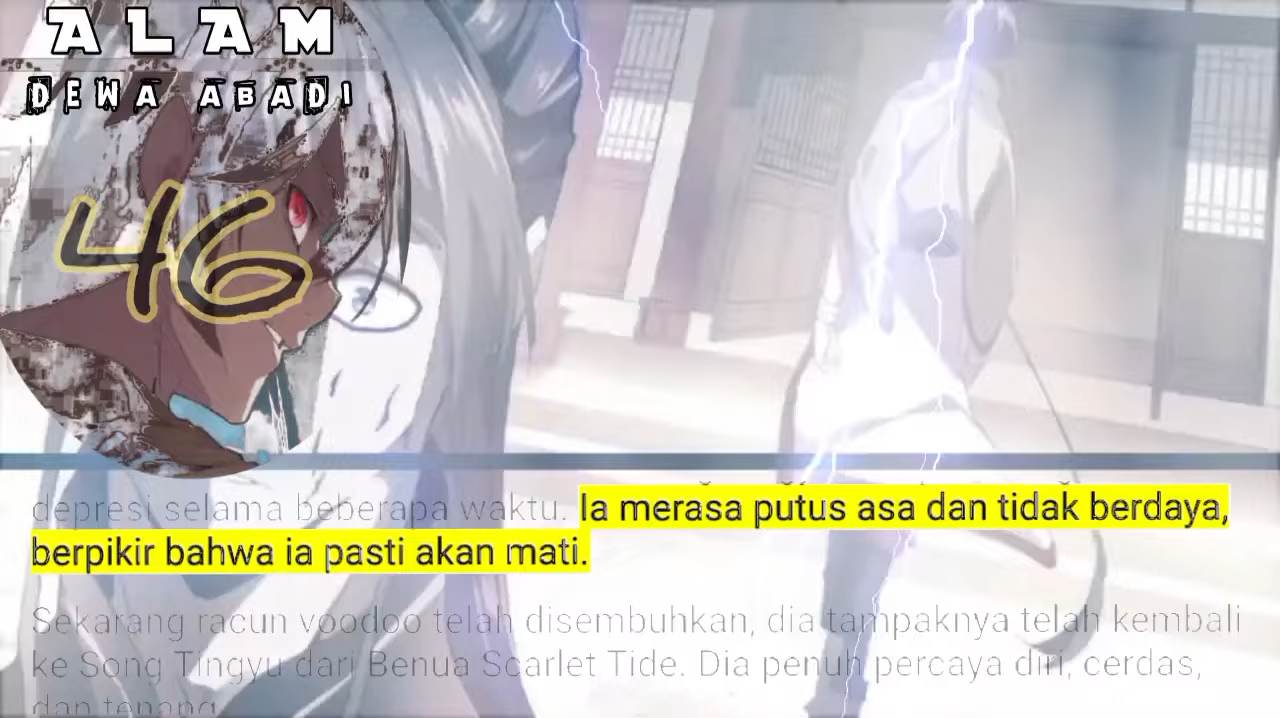 ALAM
DEWA ABADI
46
depresi selama beberapa waktu. Ia merasa putus asa dan tidak berdaya,
berpikir bahwa ia pasti akan mati.
Sekarang racun voodoo telah disembuhkan, dia tampaknya telah kembali
ke Song Tingyu dari Benua Scarlet Tide. Dia penuh percaya diri, cerdas,
dan tenang